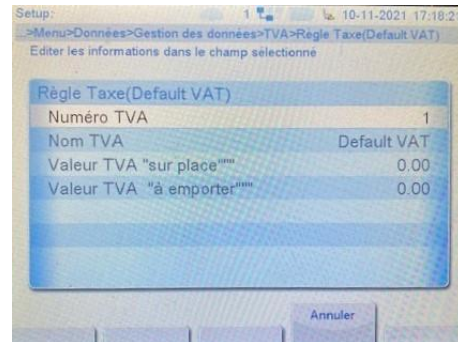 Setup: 1 10-11-2021 17:18:2
...>Menu>Données>Gestion des données>TVA>Règle Taxe(Default VAT)
Editer les informations dans le champ sélectionné
Règle Taxe(Default VAT)
Numéro TVA 1
Nom TVA Default VAT
Valeur TVA "sur place""" 0.00
Valeur TVA "à emporter""" 0.00
Annuler